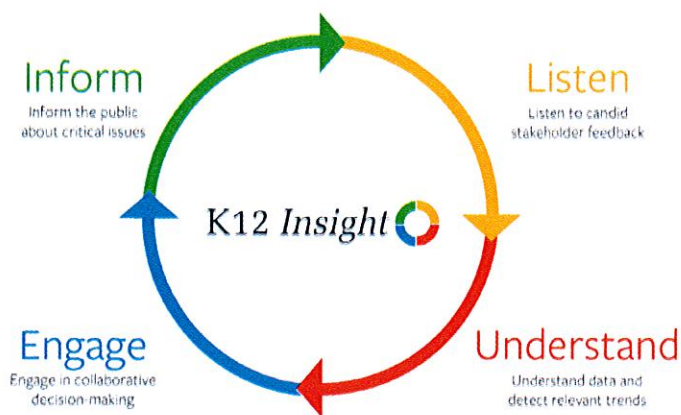 Inform
Inform the public
about critical issues
Listen
Listen to candid
stakeholder feedback
K12 Insight
Engage
Engage in collaborative
decision-making
Understand
Understand data and
detect relevant trends